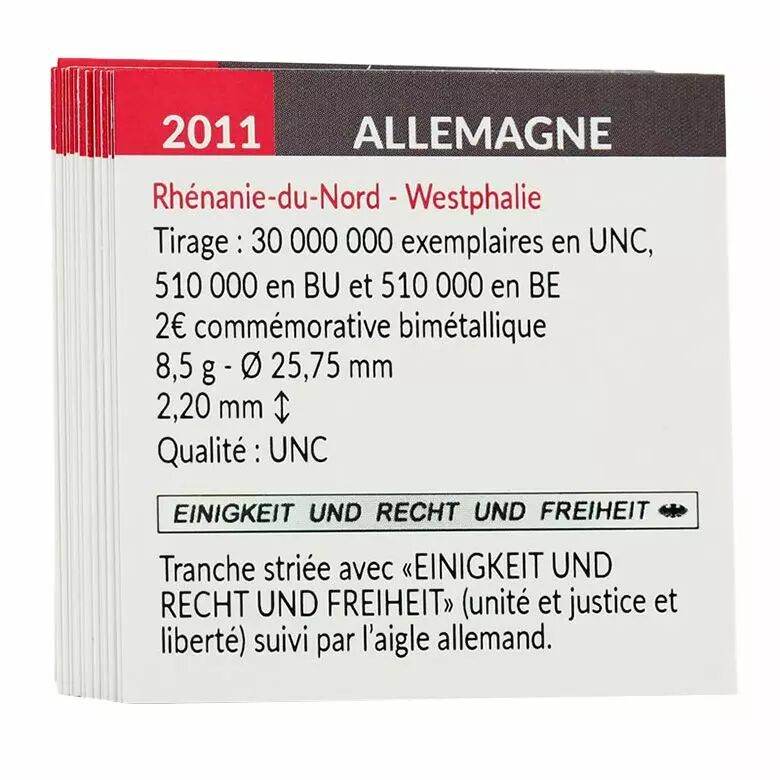 2011 ALLEMAGNE
Rhénanie-du-Nord - Westphalie
Tirage : 30 000 000 exemplaires en UNC,
510 000 en BU et 510 000 en BE
2€ commémorative bimétallique
8,5 g - Ø 25,75 mm
2,20 mm ↕
Qualité : UNC
EINIGKEIT UND RECHT UND FREIHEIT
Tranche striée avec «EINIGKEIT UND
RECHT UND FREIHEIT» (unité et justice et
liberté) suivi par l'aigle allemand.